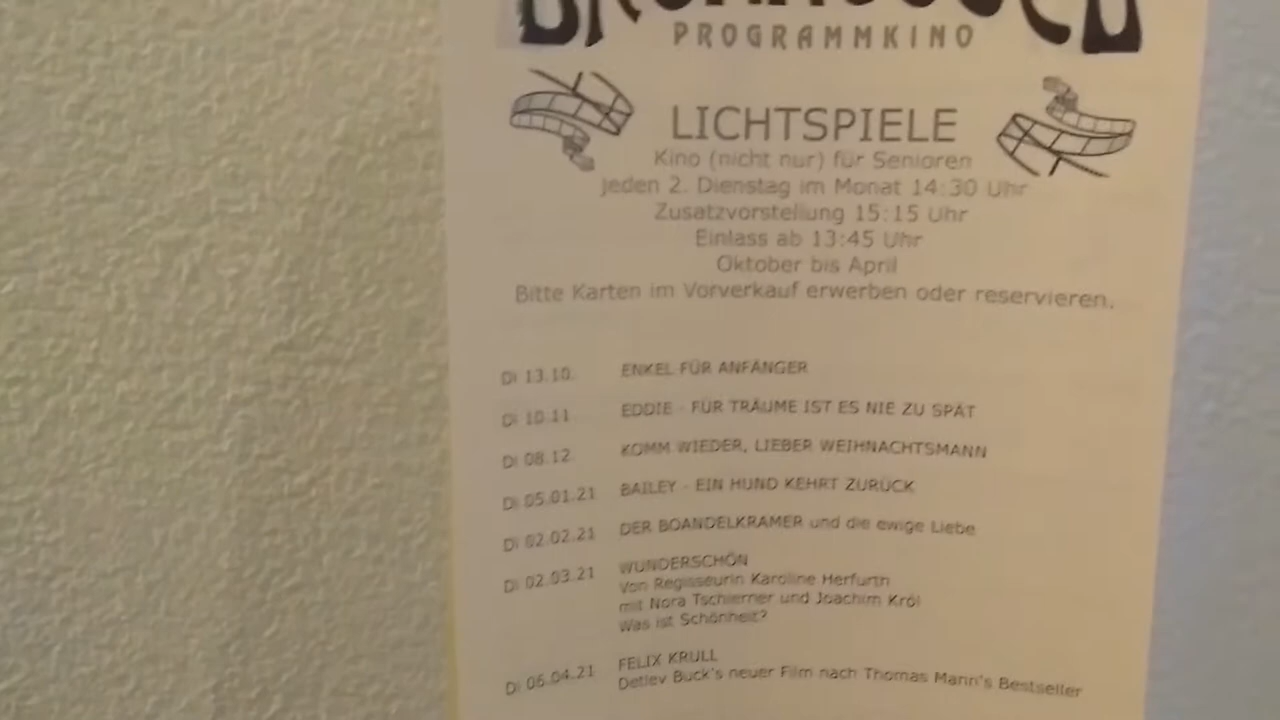 PROGRAMMKINO
LICHTSPIELE
Kino (nicht nur) für Senioren
jeden 2. Dienstag im Monat 14:30 Uhr
Zusatzvorstellung 15:15 Uhr
Einlass ab 13:45 Uhr
Oktober bis April
Bitte Karten im Vorverkauf erwerben oder reservieren.
Di 13.10. ENKEL FÜR ANFÄNGER
Di 10.11 EDDIE - FÜR TRÄUME IST ES NIE ZU SPÄT
Di 08.12 KOMM WIEDER, LIEBER WEIHNACHTSMANN
Di 05.01.21 BAILEY - EIN HUND KEHRT ZURÜCK
Di 02.02.21 DER BOANDELKRAMER und die ewige Liebe
Di 02.03.21 WUNDERSCHÖN
Von Regisseurin Karoline Herfurth
mit Nora Tschierner und Joachim Król
Was ist Schönheit?
Di 06.04.21 FELIX KRULL
Detlev Buck's neuer Film nach Thomas Mann's Bestseller